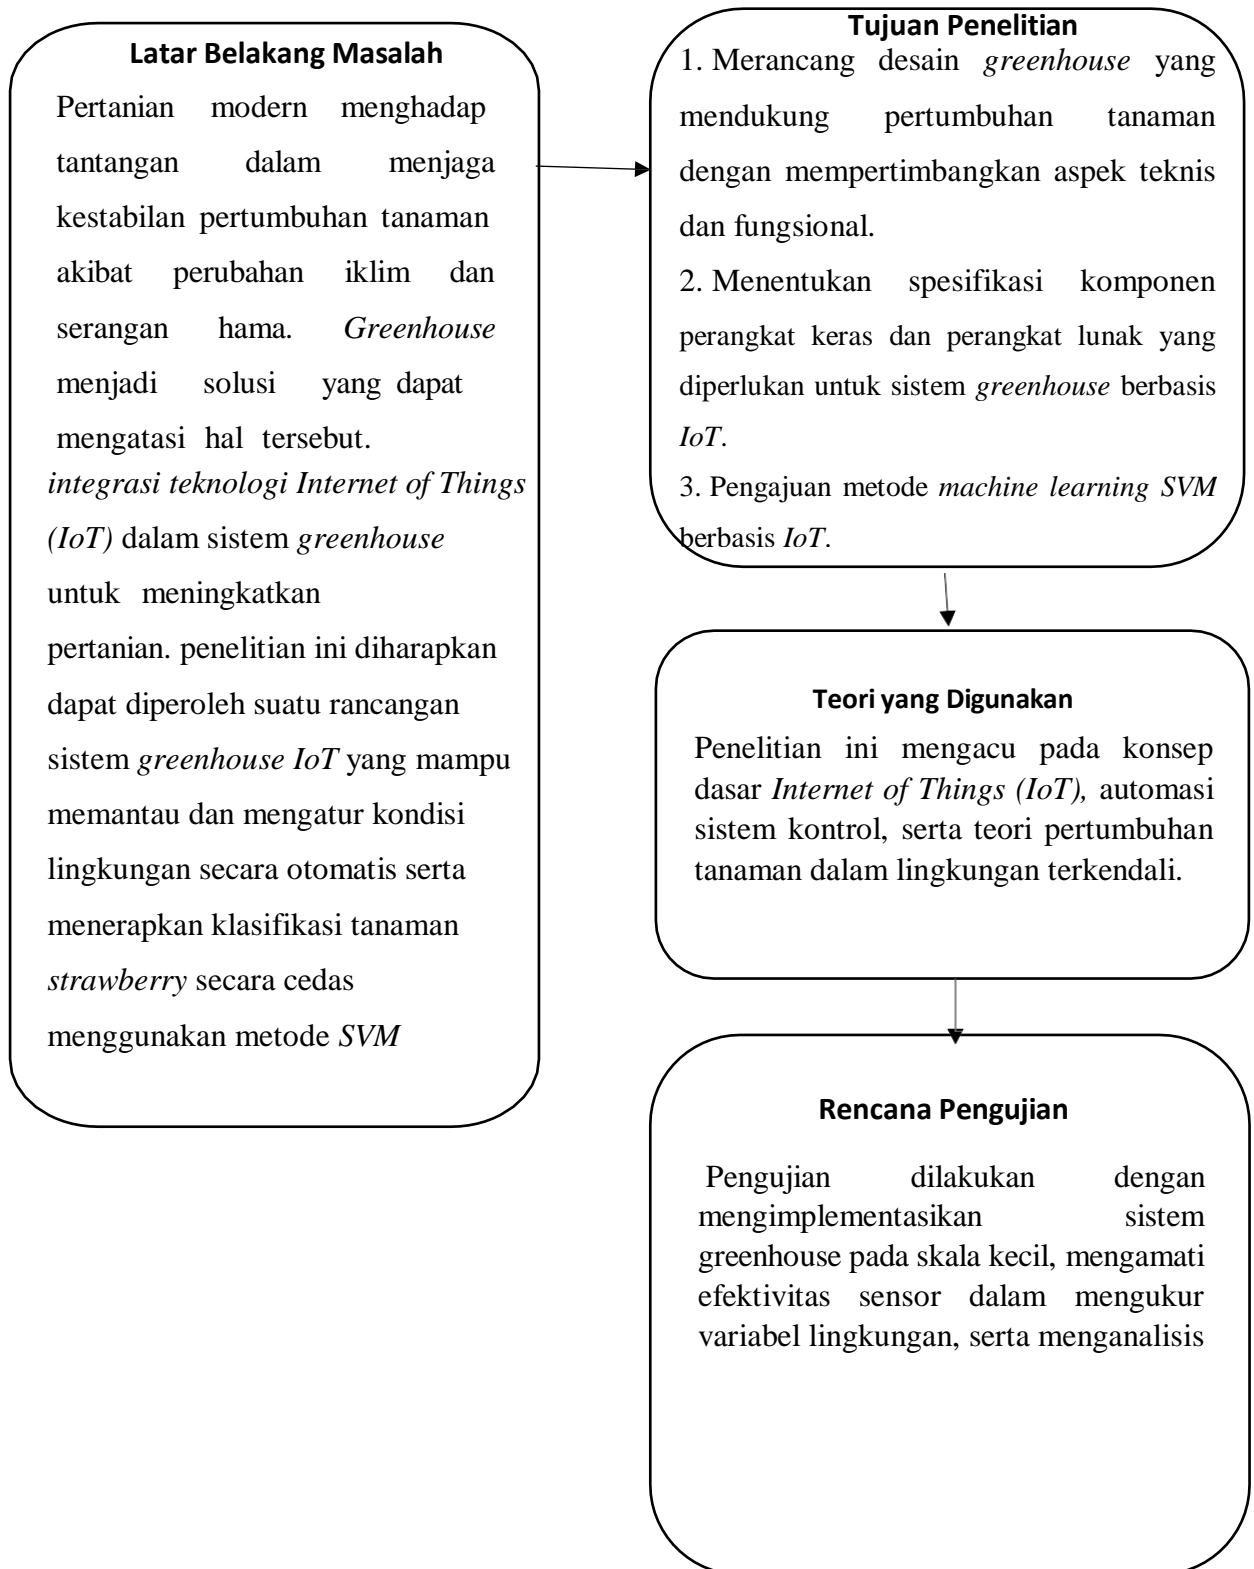 Latar Belakang Masalah
Pertanian modern menghadap
tantangan dalam menjaga
kestabilan pertumbuhan tanaman
akibat perubahan iklim dan
serangan hama. Greenhouse
menjadi solusi yang dapat
mengatasi hal tersebut.
integrasi teknologi Internet of Things
(IoT) dalam sistem greenhouse
untuk meningkatkan
pertanian. penelitian ini diharapkan
dapat diperoleh suatu rancangan
sistem greenhouse IoT yang mampu
memantau dan mengatur kondisi
lingkungan secara otomatis serta
menerapkan klasifikasi tanaman
strawberry secara cedas
menggunakan metode SVM
Tujuan Penelitian
1. Merancang desain greenhouse yang
mendukung pertumbuhan tanaman
dengan mempertimbangkan aspek teknis
dan fungsional.
2. Menentukan spesifikasi komponen
perangkat keras dan perangkat lunak yang
diperlukan untuk sistem greenhouse berbasis
IoT.
3. Pengajuan metode machine learning SVM
berbasis IoT.
Teori yang Digunakan
Penelitian ini mengacu pada konsep
dasar Internet of Things (IoT), automasi
sistem kontrol, serta teori pertumbuhan
tanaman dalam lingkungan terkendali.
Rencana Pengujian
Pengujian dilakukan dengan
mengimplementasikan sistem
greenhouse pada skala kecil, mengamati
efektivitas sensor dalam mengukur
variabel lingkungan, serta menganalisis